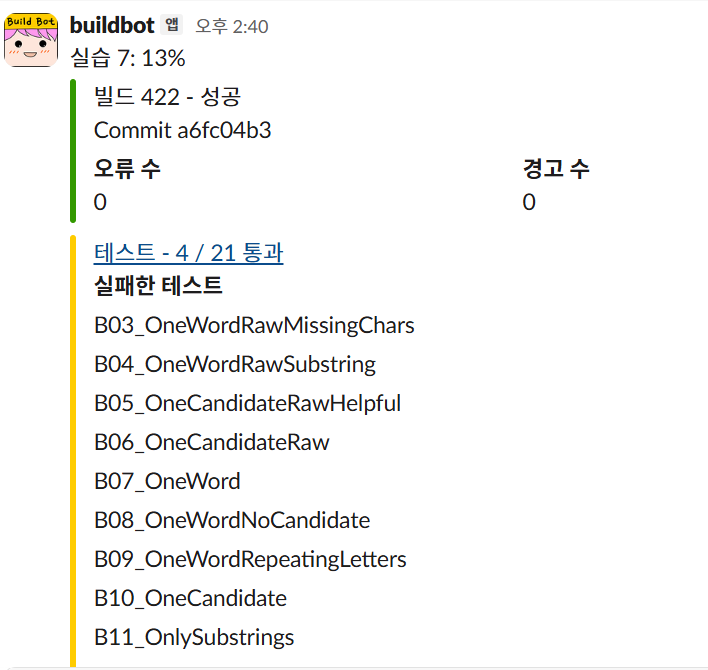 Build Bot
buildbot 앱 오후 2:40
실습 7: 13%
빌드 422 - 성공
Commit a6fc04b3
오류 수 경고 수
0 0
테스트 - 4 / 21 통과
실패한 테스트
B03_OneWordRawMissingChars
B04_OneWordRawSubstring
B05_OneCandidateRawHelpful
B06_OneCandidateRaw
B07_OneWord
B08_OneWordNoCandidate
B09_OneWordRepeatingLetters
B10_OneCandidate
B11_OnlySubstrings